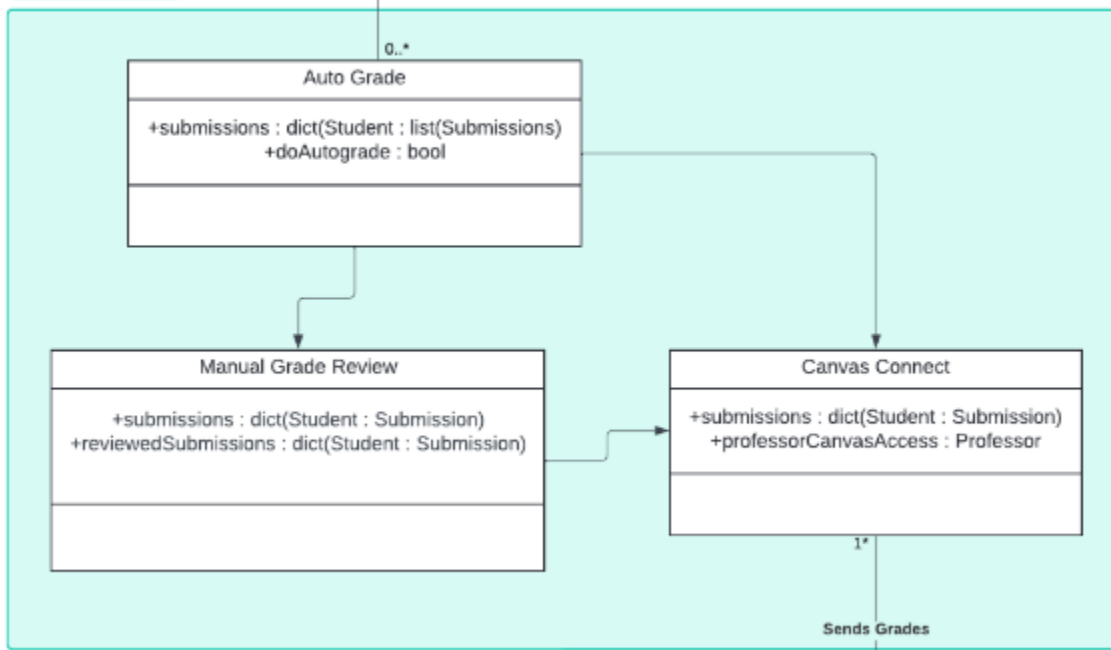 0..*
Auto Grade
+submissions : dict(Student : list(Submissions)
+doAutograde : bool
Manual Grade Review
+submissions : dict(Student : Submission)
+reviewedSubmissions : dict(Student : Submission)
Canvas Connect
+submissions : dict(Student : Submission)
+professorCanvasAccess : Professor
1*
Sends Grades